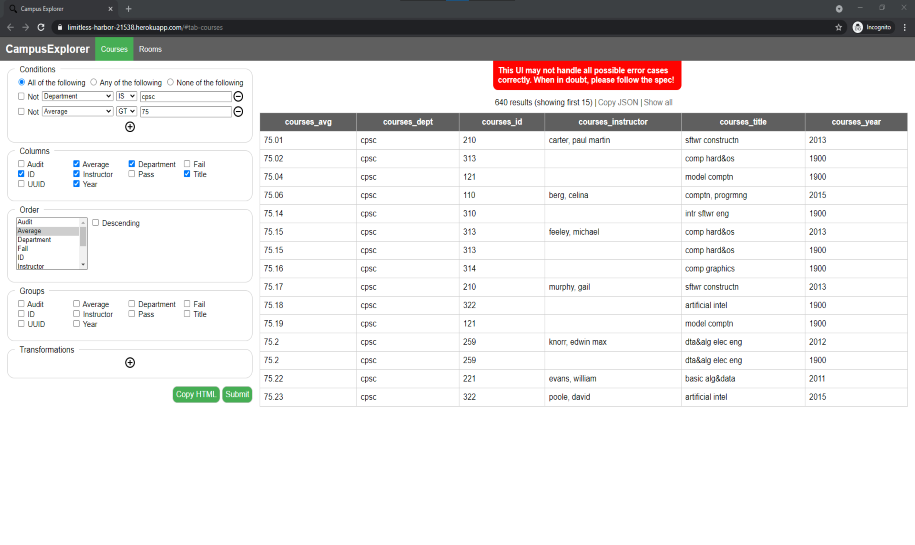 Campus Explorer
limitless-harbor-21538.herokuapp.com/#tab-courses
Incognito
CampusExplorer Courses Rooms
Conditions
All of the following Any of the following None of the following
Not Department IS cpsc
Not Average GT 75
Columns
Audit Average Department Fail
ID Instructor Pass Title
UUID Year
Order
Audit
Average
Department
Fail
ID
Instructor
Descending
Groups
Audit Average Department Fail
ID Instructor Pass Title
UUID Year
Transformations
Copy HTML Submit
This UI may not handle all possible error cases
correctly. When in doubt, please follow the spec!
640 results (showing first 15) | Copy JSON | Show all
courses_avg courses_dept courses_id courses_instructor courses_title courses_year
75.01 cpsc 210 carter, paul martin sftwr constructn 2013
75.02 cpsc 313 comp hard&os 1900
75.04 cpsc 121 model comptn 1900
75.06 cpsc 110 berg, celina comptn, progrmng 2015
75.14 cpsc 310 intr sftwr eng 1900
75.15 cpsc 313 feeley, michael comp hard&os 2013
75.15 cpsc 313 comp hard&os 1900
75.16 cpsc 314 comp graphics 1900
75.17 cpsc 210 murphy, gail sftwr constructn 2013
75.18 cpsc 322 artificial intel 1900
75.19 cpsc 121 model comptn 1900
75.2 cpsc 259 knorr, edwin max dta&alg elec eng 2012
75.2 cpsc 259 dta&alg elec eng 1900
75.22 cpsc 221 evans, william basic alg&data 2011
75.23 cpsc 322 poole, david artificial intel 2015